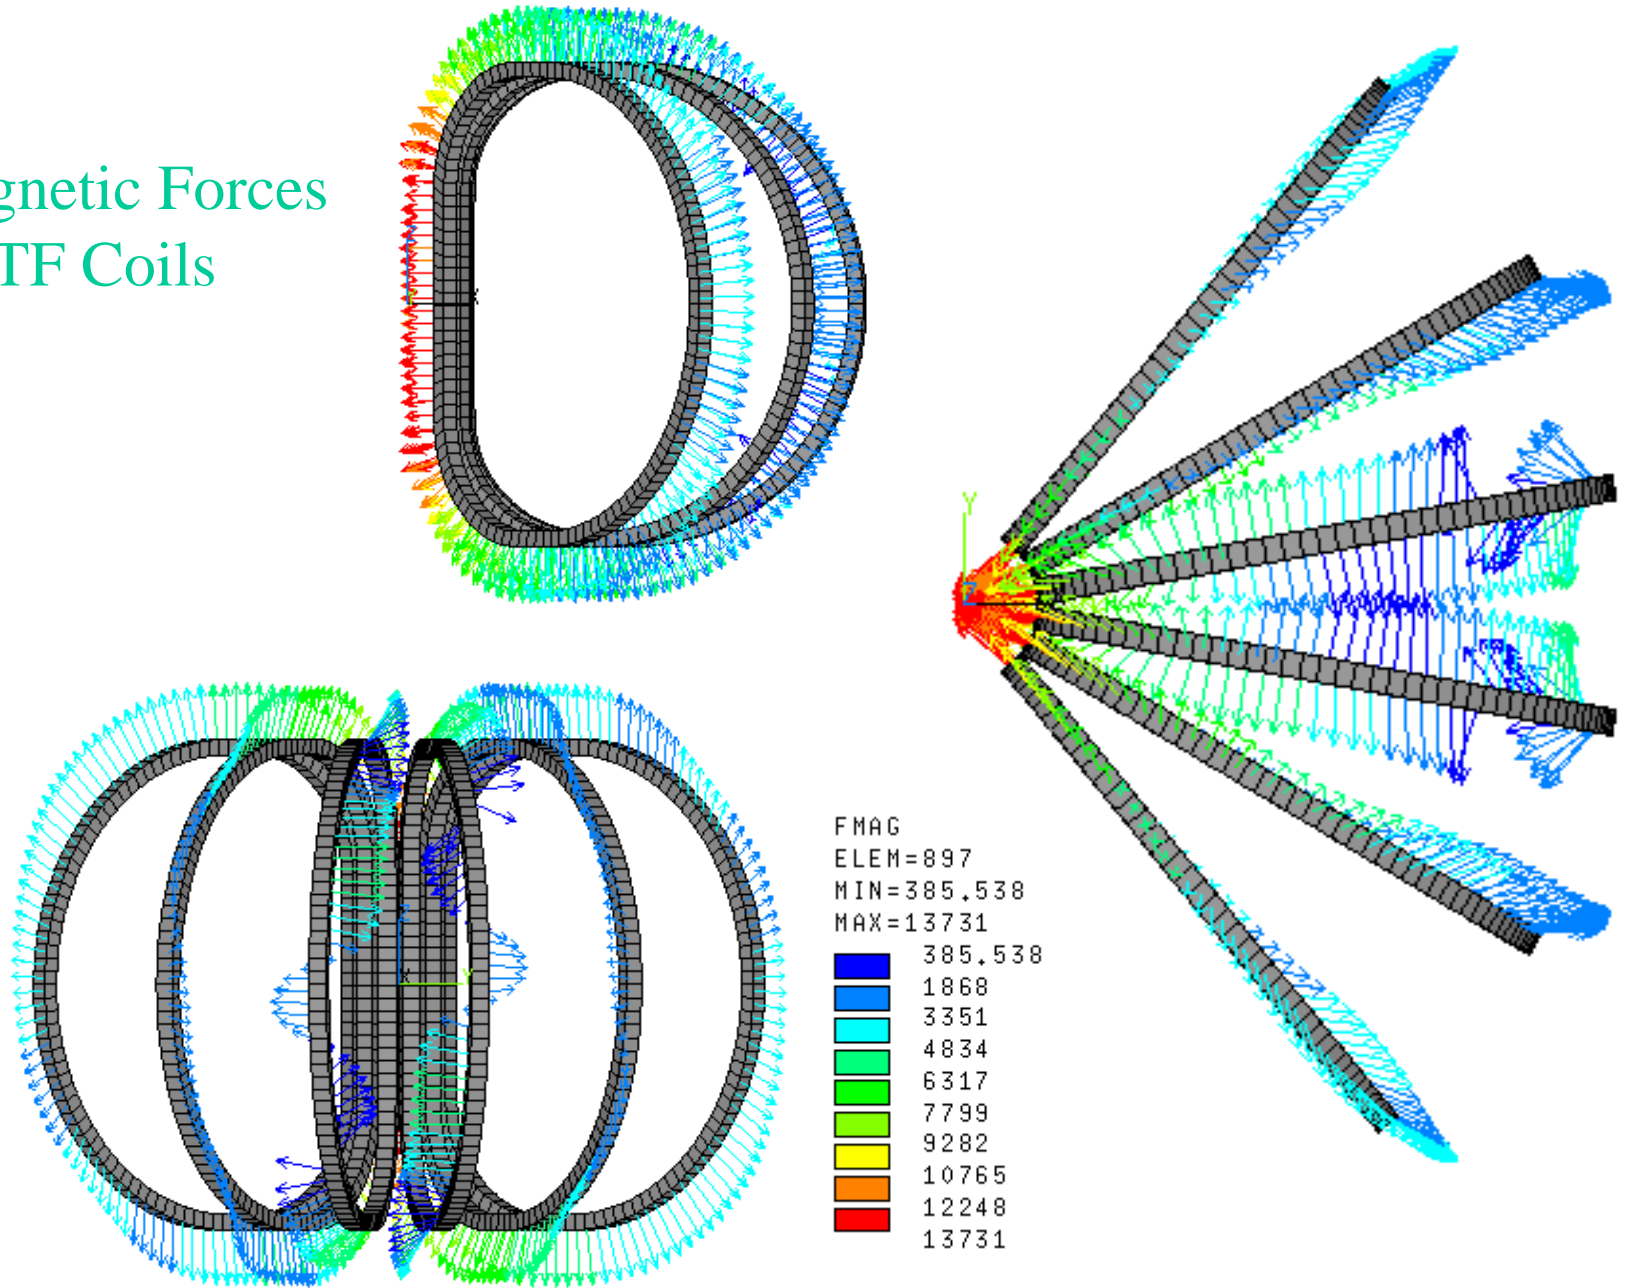 gnetic Forces
TF Coils
Y
Z
X
Y
FMAG
ELEM=897
MIN=385.538
MAX=13731
385.538
1868
3351
4834
6317
7799
9282
10765
12248
13731